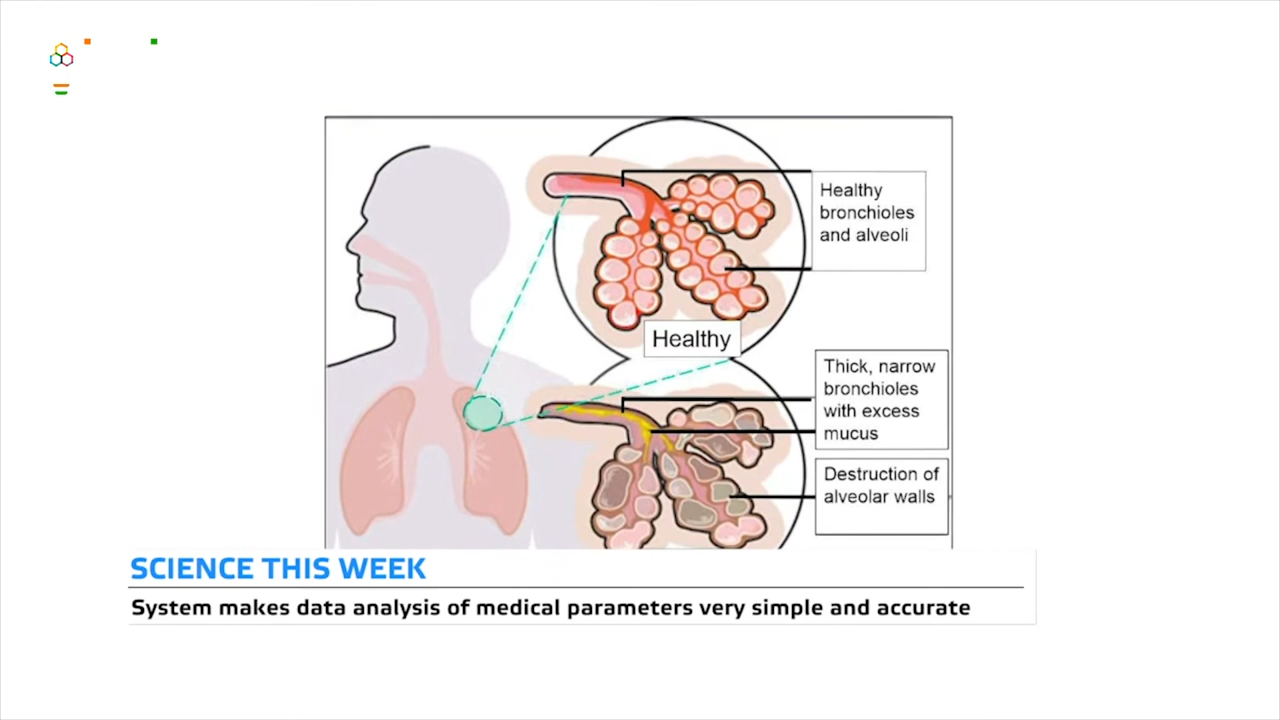 Healthy
bronchioles
and alveoli
Healthy
Thick, narrow
bronchioles
with excess
mucus
Destruction of
alveolar walls
SCIENCE THIS WEEK
System makes data analysis of medical parameters very simple and accurate